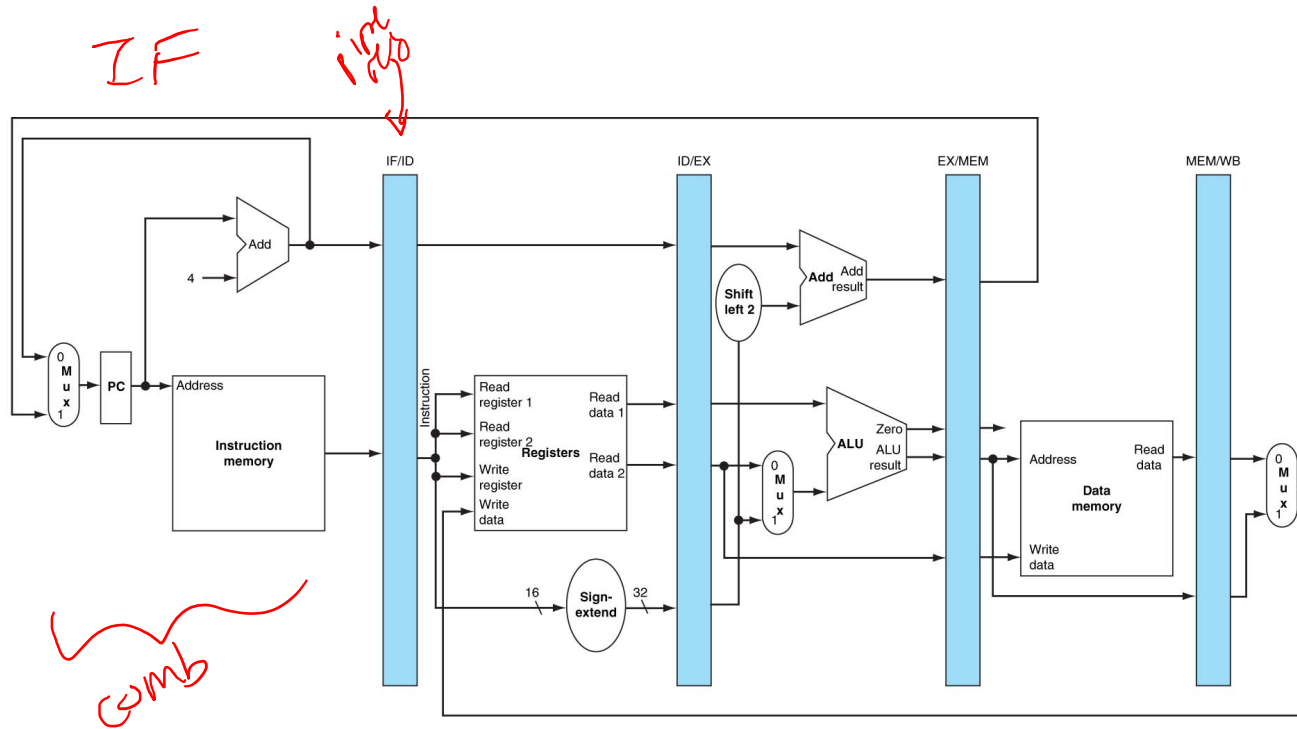 IF
IF/ID
ID/EX
EX/MEM
MEM/WB
Add
4
Shift
left 2
Add
Add
result
0
M
u
x
1
PC
Address
Instruction
memory
Instruction
Read
register 1
Read
register 2
Write
register
Write
data
Registers
Read
data 1
Read
data 2
16
Sign-
extend
32
0
M
u
x
1
ALU
Zero
ALU
result
Address
Write
data
Data
memory
Read
data
0
M
u
x
1
comb